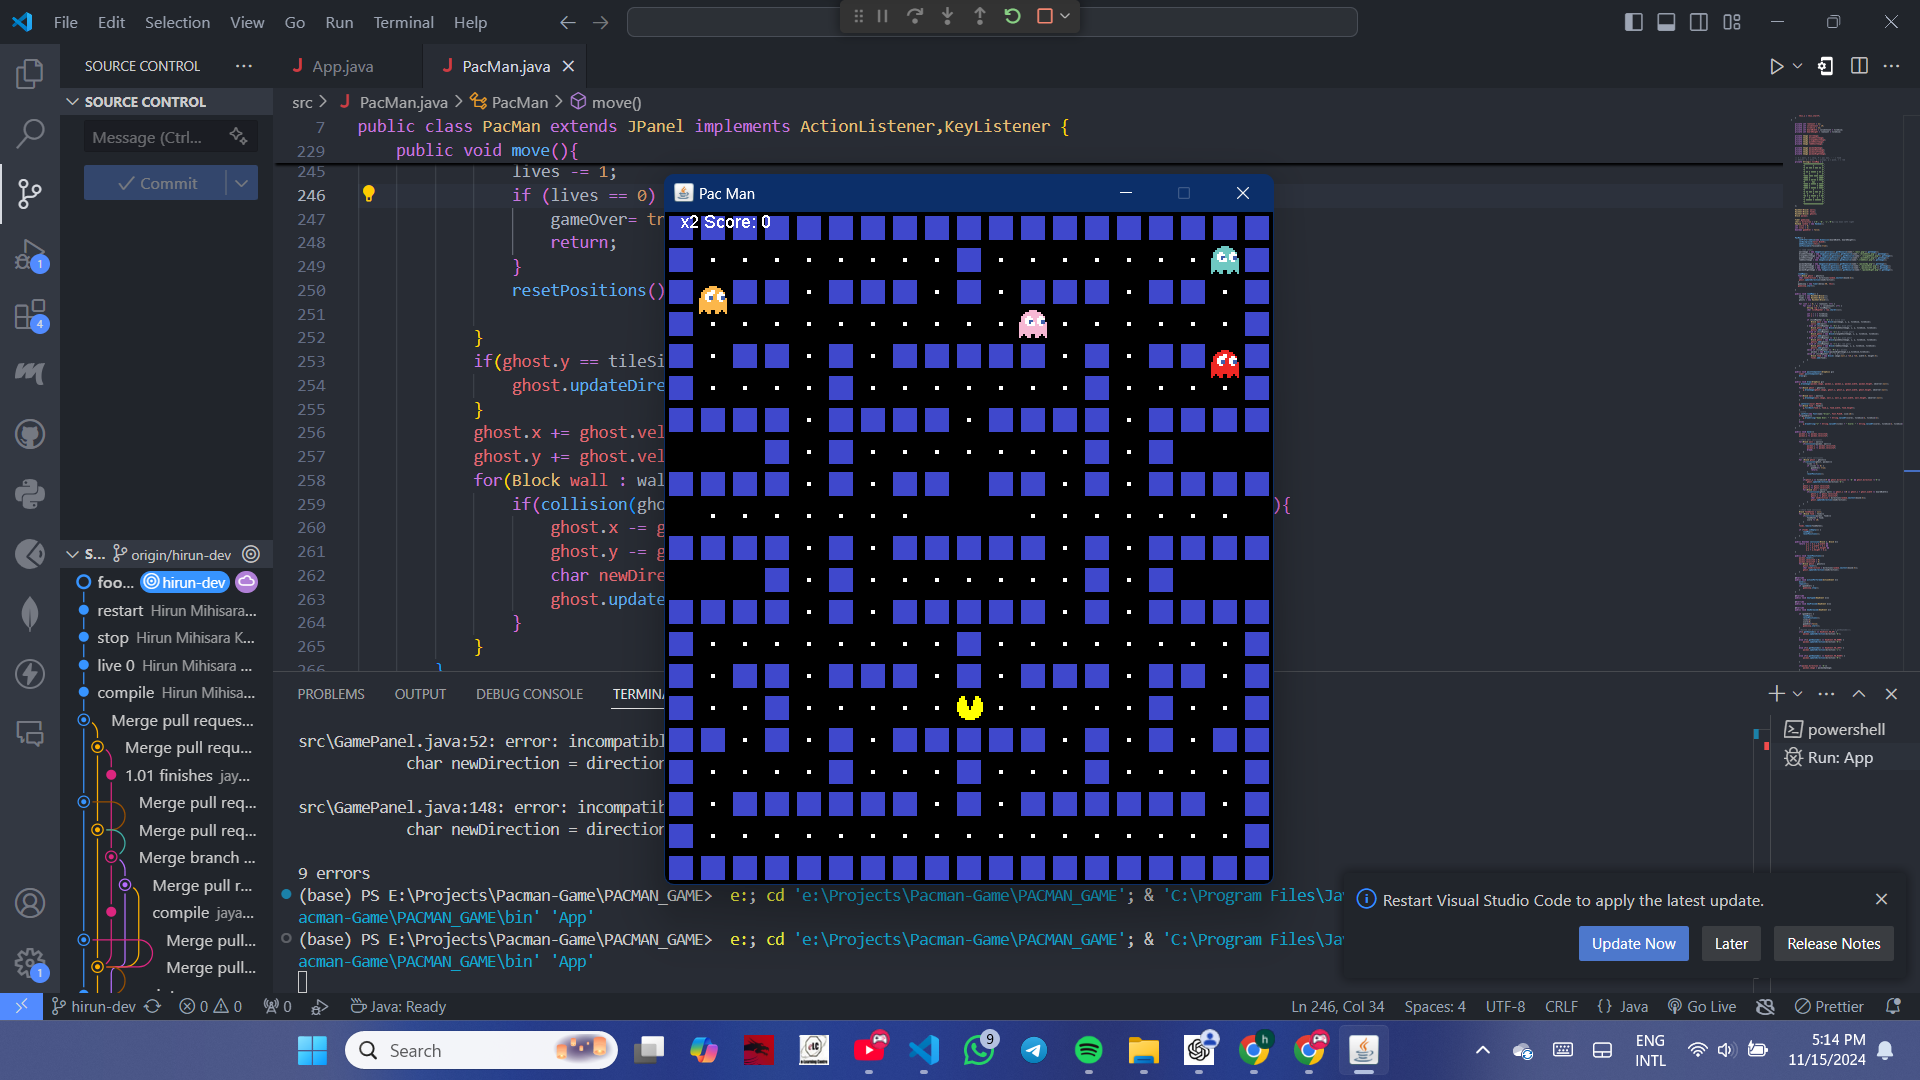 File Edit Selection View Go Run Terminal Help
SOURCE CONTROL
App.java
PacMan.java
SOURCE CONTROL
Message (Ctrl...
Commit
src > J PacMan.java > PacMan > move()
7 public class PacMan extends JPanel implements ActionListener,KeyListener {
229 public void move(){
245 lives -= 1;
246 if (lives == 0)
247 gameOver= tr
248 return;
249 }
250 resetPositions()
251
252 }
253 if(ghost.y == tileSi
254 ghost.updateDire
255 }
256 ghost.x += ghost.vel
257 ghost.y += ghost.vel
258 for(Block wall : wal
259 if(collision(gho ){
260 ghost.x -= g
261 ghost.y -= g
262 char newDire
263 ghost.update
264 }
265 }
266 }
Pac Man
x2 Score: 0
S... origin/hirun-dev
foo... hirun-dev
restart Hirun Mihisara...
stop Hirun Mihisara K...
live 0 Hirun Mihisara ...
compile Hirun Mihisa...
Merge pull reques...
Merge pull requ...
1.01 finishes jay...
Merge pull req...
Merge pull req...
Merge branch ...
Merge pull r...
compile jaya...
Merge pull...
Merge pull...
PROBLEMS OUTPUT DEBUG CONSOLE TERMINA
src\GamePanel.java:52: error: incompatibl
char newDirection = direction
src\GamePanel.java:148: error: incompatib
char newDirection = direction
9 errors
(base) PS E:\Projects\Pacman-Game\PACMAN_GAME> e:; cd 'e:\Projects\Pacman-Game\PACMAN_GAME'; & 'C:\Program Files\Ja
acman-Game\PACMAN_GAME\bin' 'App'
(base) PS E:\Projects\Pacman-Game\PACMAN_GAME> e:; cd 'e:\Projects\Pacman-Game\PACMAN_GAME'; & 'C:\Program Files\Ja
acman-Game\PACMAN_GAME\bin' 'App'
powershell
Run: App
Restart Visual Studio Code to apply the latest update.
Update Now
Later
Release Notes
1
4
1
hirun-dev 0 0 0 Java: Ready
Ln 246, Col 34 Spaces: 4 UTF-8 CRLF {} Java Go Live Prettier
Search
9
h
ENG
INTL
5:14 PM
11/15/2024